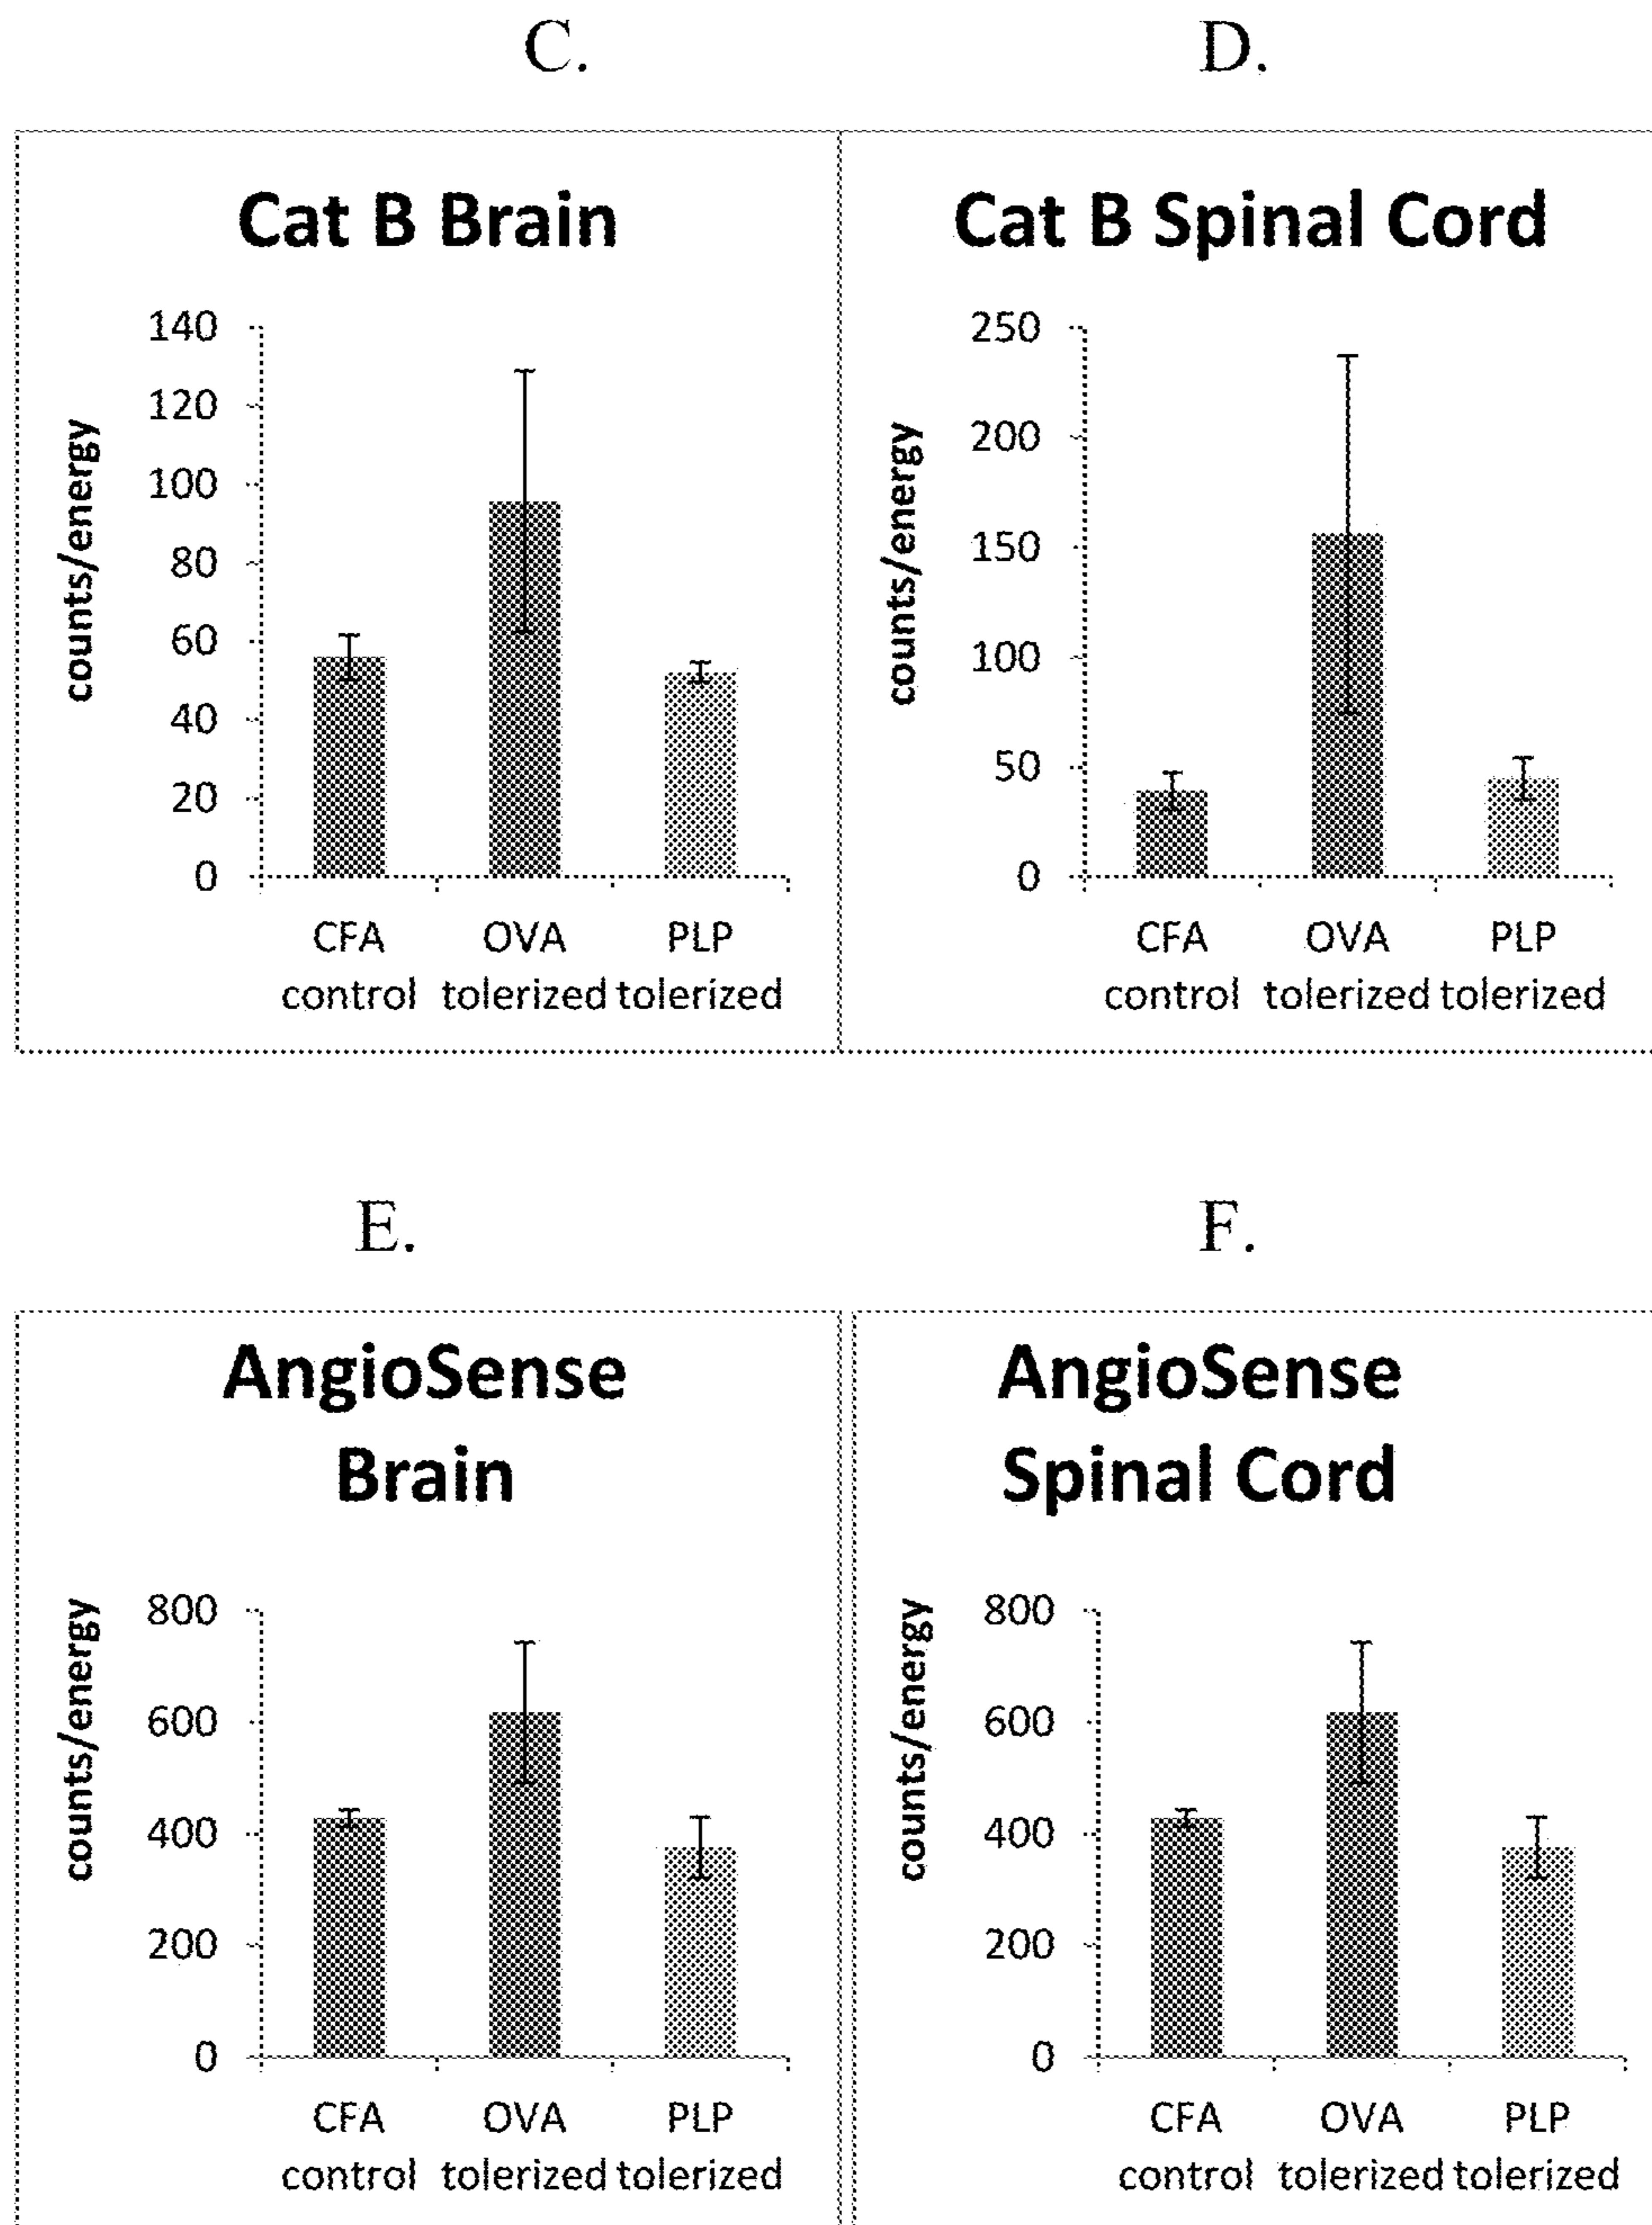 C.
D.
Cat B Brain
counts/energy
140
120
100
80
60
40
20
0
CFA OVA PLP
control tolerized tolerized
Cat B Spinal Cord
counts/energy
250
200
150
100
50
0
CFA OVA PLP
control tolerized tolerized
E.
F.
AngioSense
Brain
counts/energy
800
600
400
200
0
CFA OVA PLP
control tolerized tolerized
AngioSense
Spinal Cord
counts/energy
800
600
400
200
0
CFA OVA PLP
control tolerized tolerized